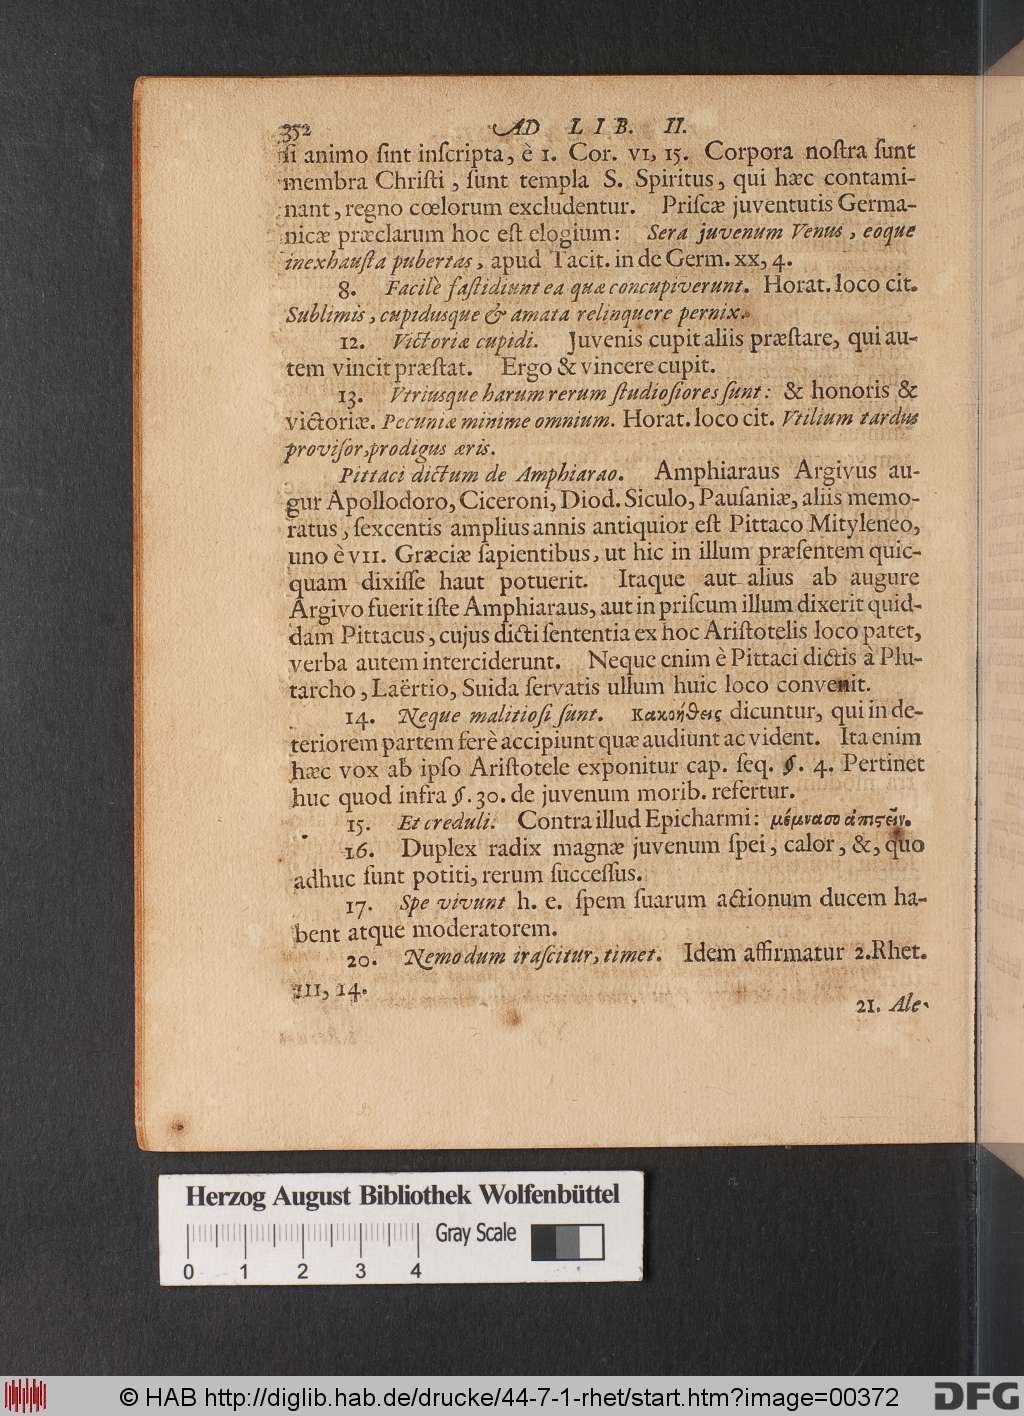 352 AD LIB. II.
ſi animo ſint inſcripta, è 1. Cor. VI, 15. Corpora noſtra ſunt
membra Chriſti, ſunt templa S. Spiritus, qui hæc contami-
nant, regno cœlorum excludentur. Priſcæ juventutis Germa-
nicæ præclarum hoc eſt elogium: Sera juvenum Venus, eoque
inexhauſta pubertas, apud Tacit. in de Germ. XX, 4.
8. Facilè faſtidiunt ea quæ concupiverunt. Horat. loco cit.
Sublimis, cupidusque & amata relinquere pernix.
12. Victoriæ cupidi. Juvenis cupit aliis præſtare, qui au-
tem vincit præſtat. Ergo & vincere cupit.
13. Vtriusque harum rerum ſtudioſiores ſunt: & honoris &
victoriæ. Pecuniæ minime omnium. Horat. loco cit. Vtilium tardus
proviſor, prodigus æris.
Pittaci dictum de Amphiarao. Amphiaraus Argivus au-
gur Apollodoro, Ciceroni, Diod. Siculo, Pauſaniæ, aliis memo-
ratus, ſexcentis amplius annis antiquior eſt Pittaco Mityleneo,
uno è VII. Græciæ ſapientibus, ut hic in illum præſentem quic-
quam dixiſſe haut potuerit. Itaque aut alius ab augure
Argivo fuerit iſte Amphiaraus, aut in priſcum illum dixerit quid-
dam Pittacus, cujus dicti ſententia ex hoc Ariſtotelis loco patet,
verba autem interciderunt. Neque enim è Pittaci dictis à Plu-
tarcho, Laërtio, Suida ſervatis ullum huic loco convenit.
14. Neque malitioſi ſunt. Κακοήθεις dicuntur, qui in de-
teriorem partem ferè accipiunt quæ audiunt ac vident. Ita enim
hæc vox ab ipſo Ariſtotele exponitur cap. ſeq. §. 4. Pertinet
huc quod infra §. 30. de juvenum morib. refertur.
15. Et creduli. Contra illud Epicharmi: μέμνασο ἀπιςεῖν.
16. Duplex radix magnæ juvenum ſpei, calor, &, quo
adhuc ſunt potiti, rerum ſucceſſus.
17. Spe vivunt h. e. ſpem ſuarum actionum ducem ha-
bent atque moderatorem.
20. Nemo dum iraſcitur, timet. Idem affirmatur 2. Rhet.
III, 14.
21. Ale-
Herzog August Bibliothek Wolfenbüttel
Gray Scale
0 1 2 3 4
© HAB http://diglib.hab.de/drucke/44-7-1-rhet/start.htm?image=00372
DFG